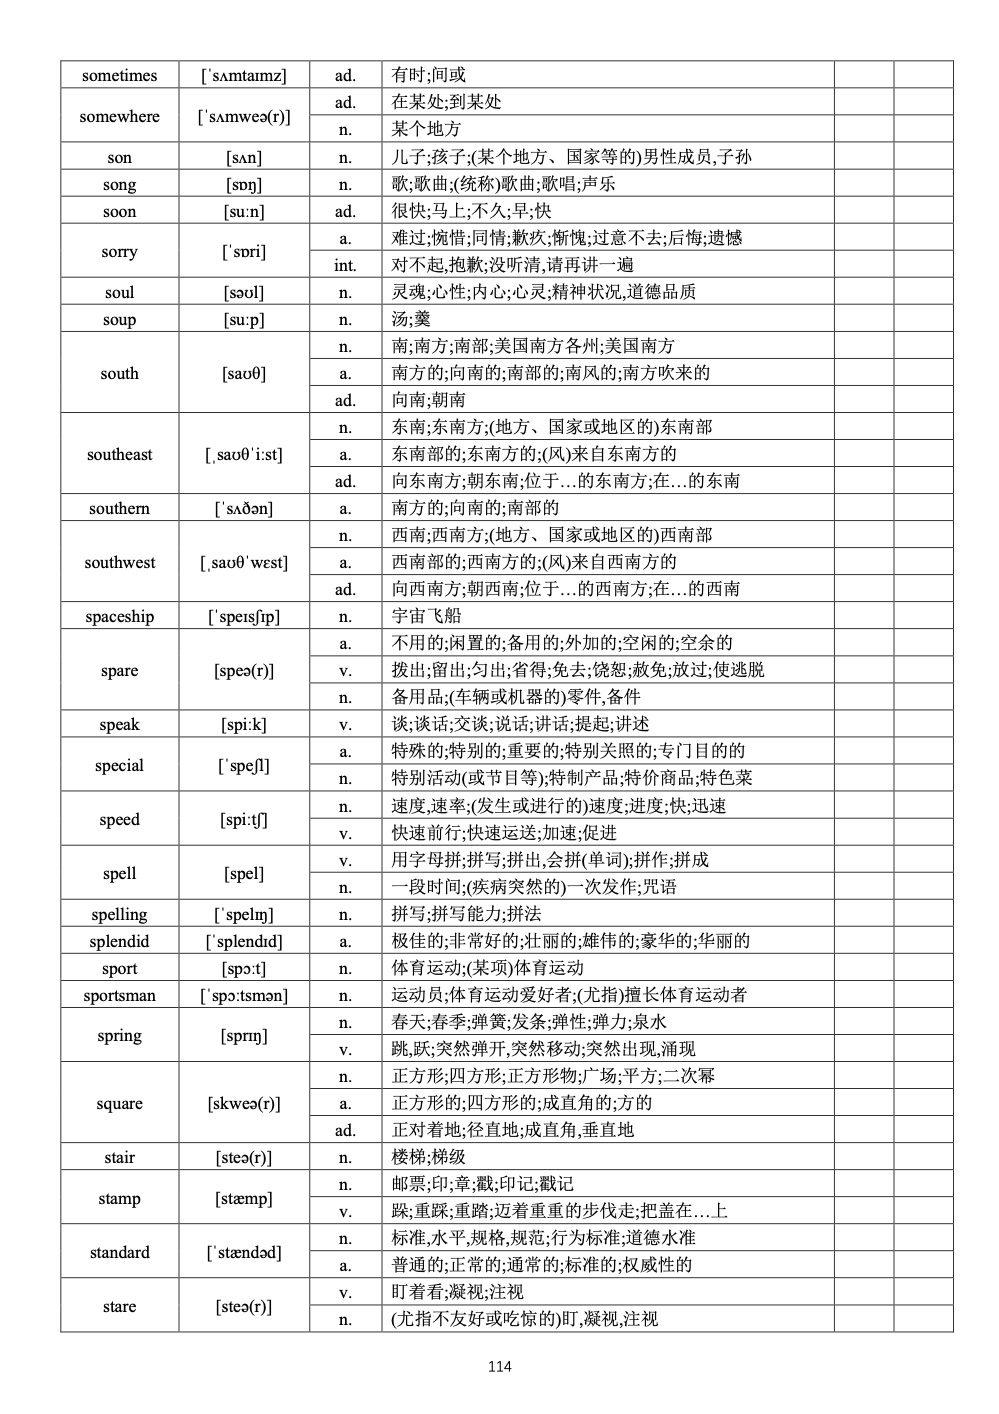 sometimes [ˈsʌmtaɪmz] ad. 有时;间或
somewhere [ˈsʌmweə(r)] ad. 在某处;到某处
n. 某个地方
son [sʌn] n. 儿子;孩子;(某个地方、国家等的)男性成员,子孙
song [sɒŋ] n. 歌;歌曲;(统称)歌曲;歌唱;声乐
soon [suːn] ad. 很快;马上;不久;早;快
sorry [ˈsɒri] a. 难过;惋惜;同情;歉疚;惭愧;过意不去;后悔;遗憾
int. 对不起,抱歉;没听清,请再讲一遍
soul [səʊl] n. 灵魂;心性;内心;心灵;精神状况,道德品质
soup [suːp] n. 汤;羹
south [saʊθ] n. 南;南方;南部;美国南方各州;美国南方
a. 南方的;向南的;南部的;南风的;南方吹来的
ad. 向南;朝南
southeast [ˌsaʊθˈiːst] n. 东南;东南方;(地方、国家或地区的)东南部
a. 东南部的;东南方的;(风)来自东南方的
ad. 向东南方;朝东南;位于…的东南方;在…的东南
southern [ˈsʌðən] a. 南方的;向南的;南部的
southwest [ˌsaʊθˈwɛst] n. 西南;西南方;(地方、国家或地区的)西南部
a. 西南部的;西南方的;(风)来自西南方的
ad. 向西南方;朝西南;位于…的西南方;在…的西南
spaceship [ˈspeɪsʃɪp] n. 宇宙飞船
spare [speə(r)] a. 不用的;闲置的;备用的;外加的;空闲的;空余的
v. 拨出;留出;匀出;省得;免去;饶恕;赦免;放过;使逃脱
n. 备用品;(车辆或机器的)零件,备件
speak [spiːk] v. 谈;谈话;交谈;说话;讲话;提起;讲述
special [ˈspeʃl] a. 特殊的;特别的;重要的;特别关照的;专门目的的
n. 特别活动(或节目等);特制产品;特价商品;特色菜
speed [spiːtʃ] n. 速度,速率;(发生或进行的)速度;进度;快;迅速
v. 快速前行;快速运送;加速;促进
spell [spel] v. 用字母拼;拼写;拼出,会拼(单词);拼作;拼成
n. 一段时间;(疾病突然的)一次发作;咒语
spelling [ˈspelɪŋ] n. 拼写;拼写能力;拼法
splendid [ˈsplendɪd] a. 极佳的;非常好的;壮丽的;雄伟的;豪华的;华丽的
sport [spɔːt] n. 体育运动;(某项)体育运动
sportsman [ˈspɔːtsmən] n. 运动员;体育运动爱好者;(尤指)擅长体育运动者
spring [sprɪŋ] n. 春天;春季;弹簧;发条;弹性;弹力;泉水
v. 跳,跃;突然弹开,突然移动;突然出现,涌现
square [skweə(r)] n. 正方形;四方形;正方形物;广场;平方;二次幂
a. 正方形的;四方形的;成直角的;方的
ad. 正对着地;径直地;成直角,垂直地
stair [steə(r)] n. 楼梯;梯级
stamp [stæmp] n. 邮票;印;章;戳;印记;戳记
v. 跺;重踩;重踏;迈着重重的步伐走;把盖在…上
standard [ˈstændəd] n. 标准,水平,规格,规范;行为标准;道德水准
a. 普通的;正常的;通常的;标准的;权威性的
stare [steə(r)] v. 盯着看;凝视;注视
n. (尤指不友好或吃惊的)盯,凝视,注视
114